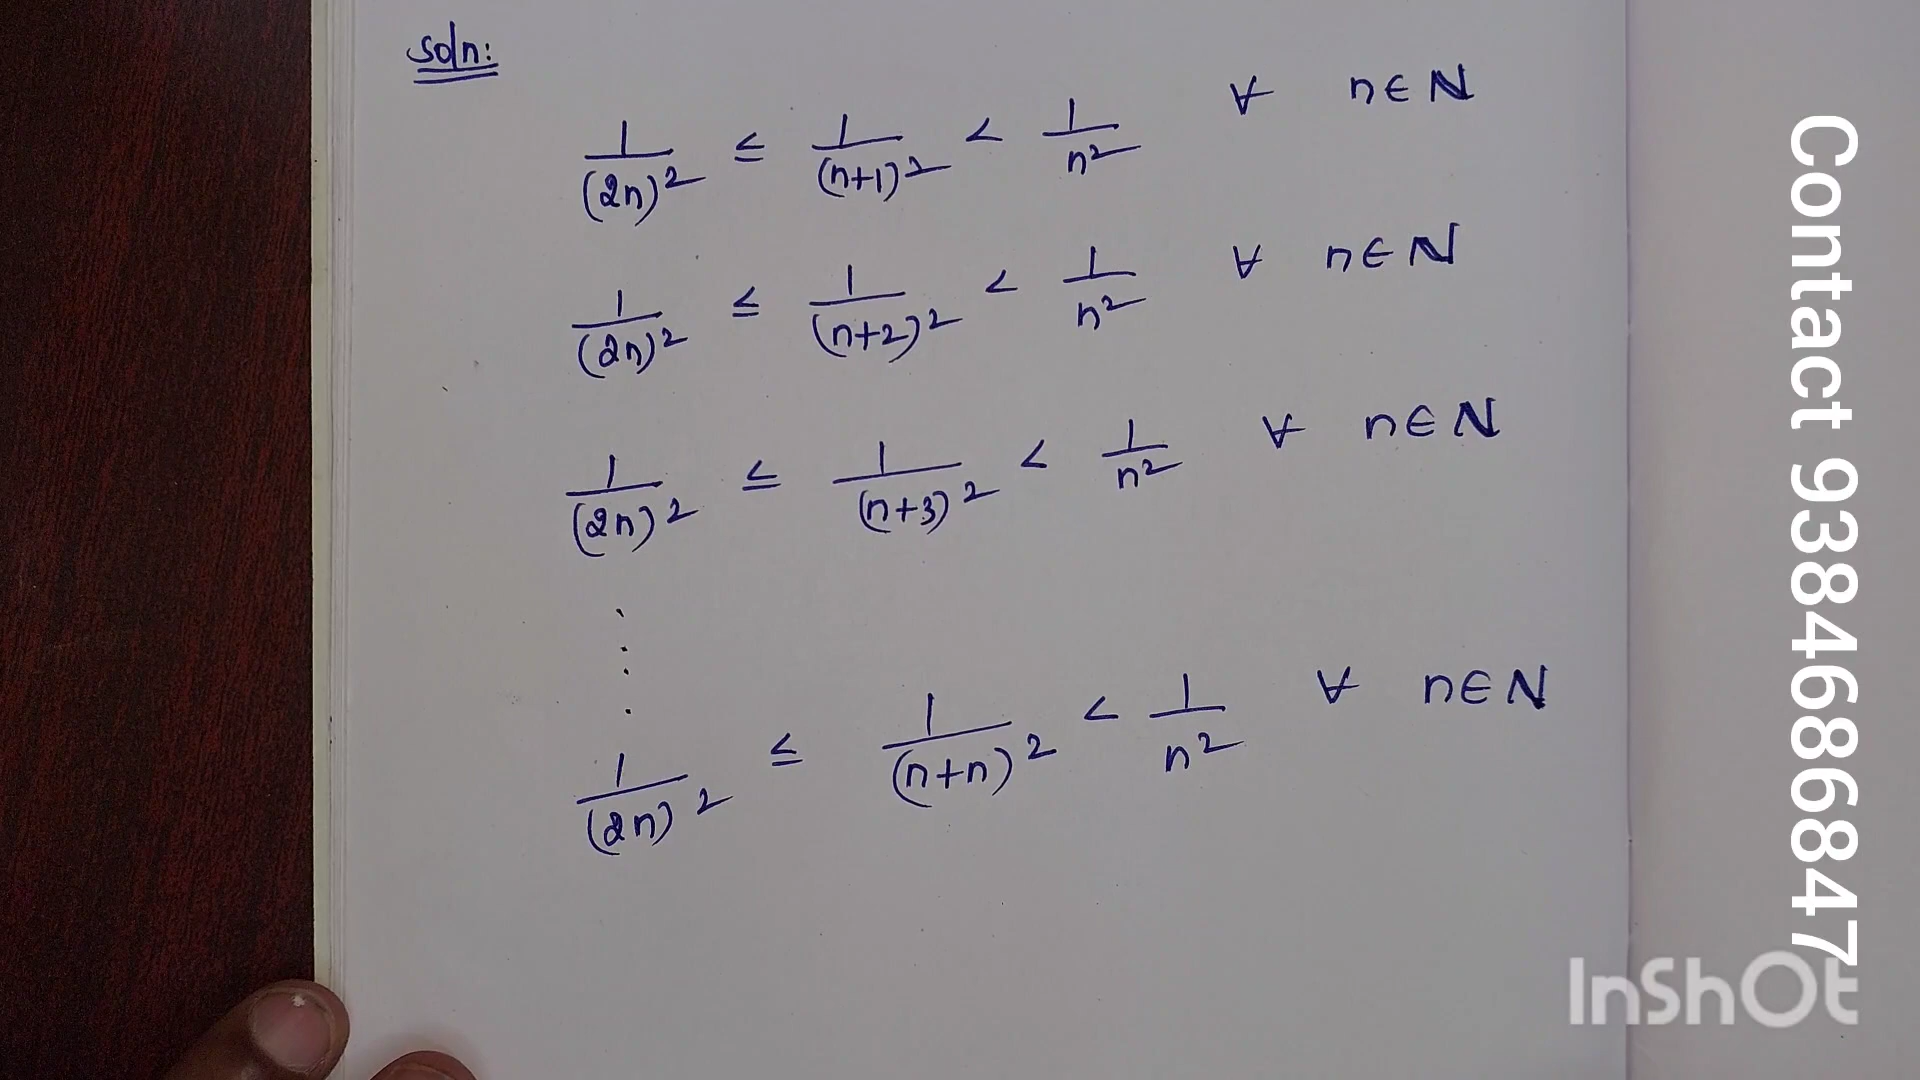 Soln:
1/(2n)² ≤ 1/(n+1)² < 1/n² ∀ n∈ℕ
1/(2n)² ≤ 1/(n+2)² < 1/n² ∀ n∈ℕ
1/(2n)² ≤ 1/(n+3)² < 1/n² ∀ n∈ℕ
⋮
1/(2n)² ≤ 1/(n+n)² < 1/n² ∀ n∈ℕ
Contact 9384686847
InShOt